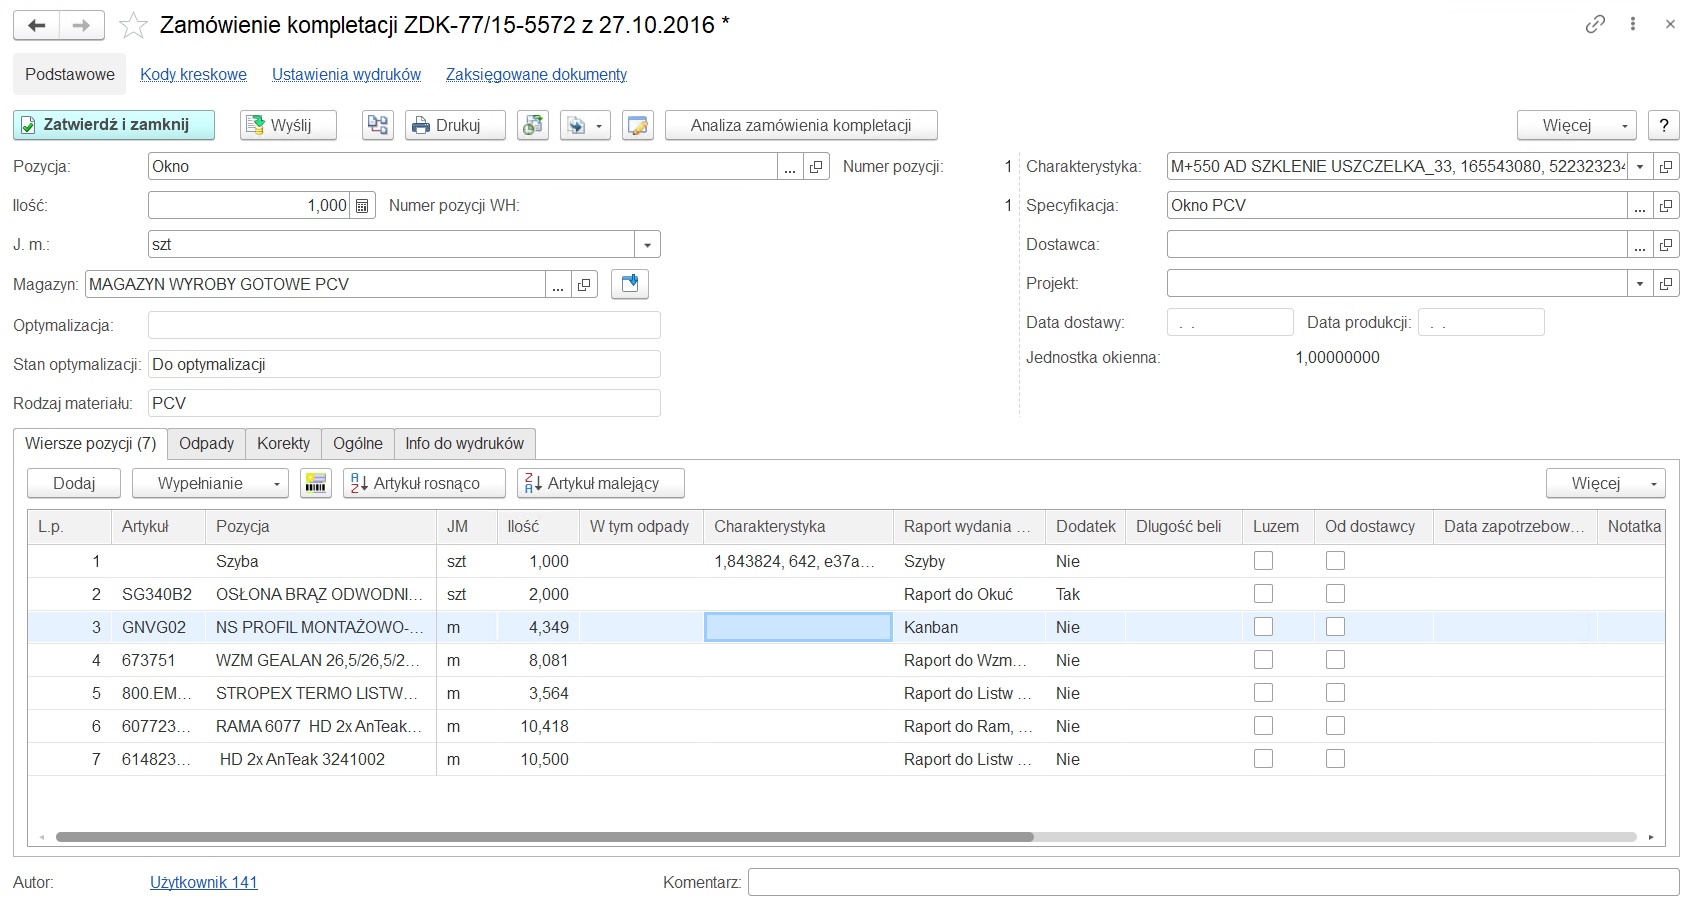 Zamówienie kompletacji ZDK-77/15-5572 z 27.10.2016 *
Podstawowe Kody kreskowe Ustawienia wydruków Zaksięgowane dokumenty
Zatwierdź i zamknij Wyślij Drukuj Analiza zamówienia kompletacji Więcej ?
Pozycja: Okno ... Numer pozycji: 1 Charakterystyka: M+550 AD SZKLENIE USZCZELKA_33, 165543080, 522323234
Ilość: 1,000 Numer pozycji WH: 1 Specyfikacja: Okno PCV ...
J. m.: szt Dostawca: ...
Magazyn: MAGAZYN WYROBY GOTOWE PCV ... Projekt:
Optymalizacja: Data dostawy: . . Data produkcji: . .
Stan optymalizacji: Do optymalizacji Jednostka okienna: 1,00000000
Rodzaj materiału: PCV
Wiersze pozycji (7) Odpady Korekty Ogólne Info do wydruków
Dodaj Wypełnianie Artykuł rosnąco Artykuł malejący Więcej
L.p. Artykuł Pozycja JM Ilość W tym odpady Charakterystyka Raport wydania ... Dodatek Dlugość beli Luzem Od dostawcy Data zapotrzebow... Notatka
1 Szyba szt 1,000 1,843824, 642, e37a... Szyby Nie
2 SG340B2 OSŁONA BRĄZ ODWODNI... szt 2,000 Raport do Okuć Tak
3 GNVG02 NS PROFIL MONTAŻOWO-... m 4,349 Kanban Nie
4 673751 WZM GEALAN 26,5/26,5/2... m 8,081 Raport do Wzm... Nie
5 800.EM... STROPEX TERMO LISTW... m 3,564 Raport do Listw ... Nie
6 607723... RAMA 6077 HD 2x AnTeak... m 10,418 Raport do Ram, ... Nie
7 614823... HD 2x AnTeak 3241002 m 10,500 Raport do Listw ... Nie
Autor: Użytkownik 141 Komentarz: